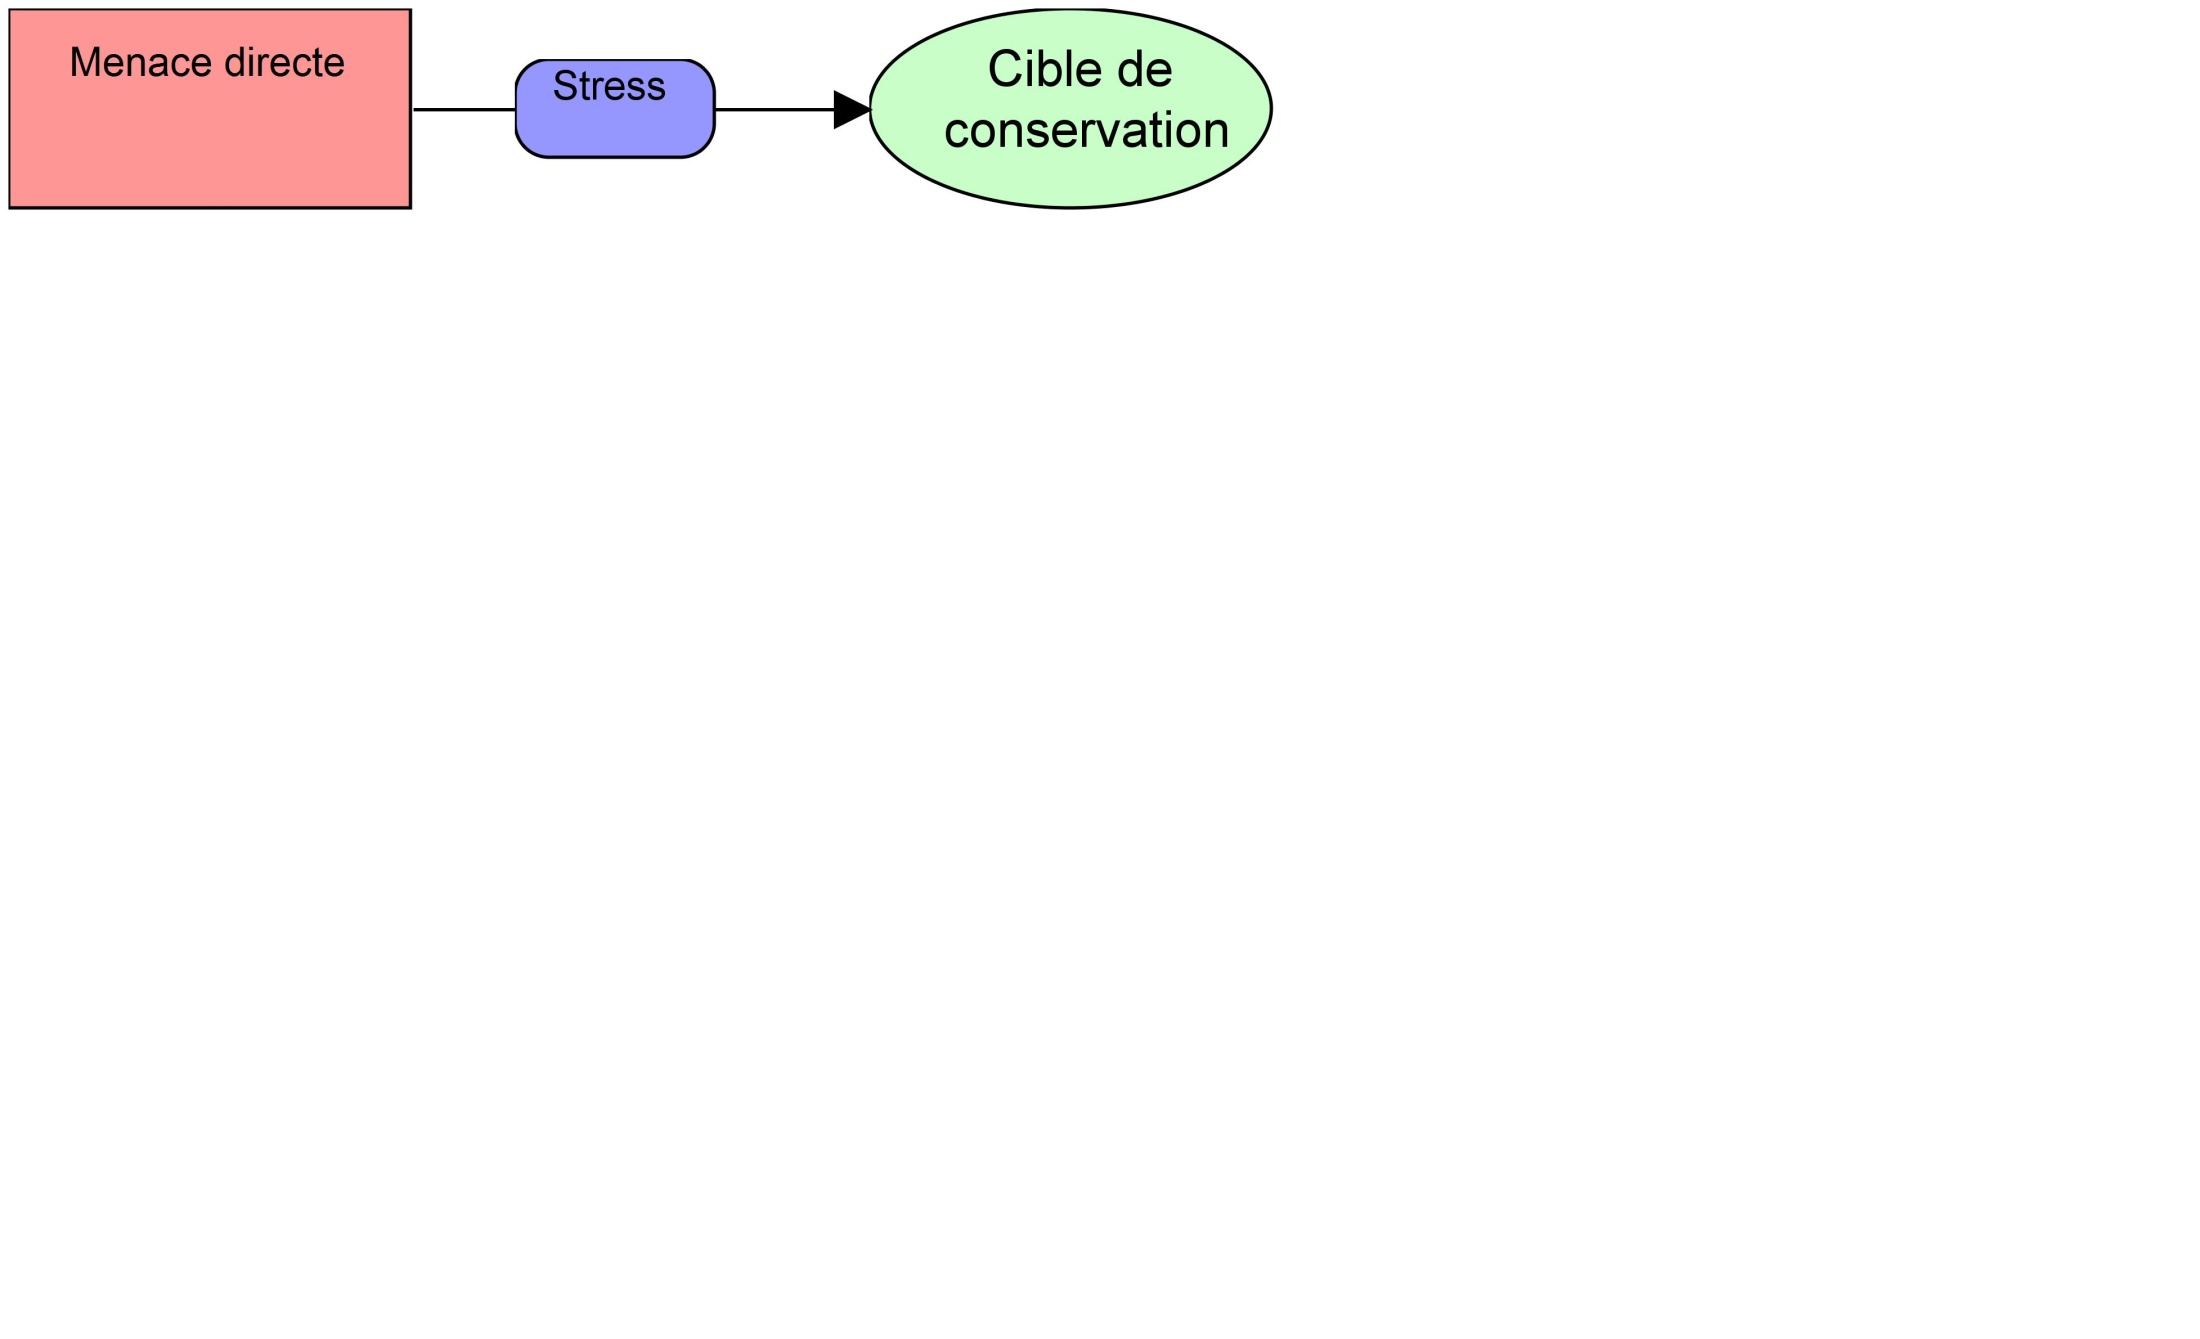 Menace directe
Stress
Cible de
conservation